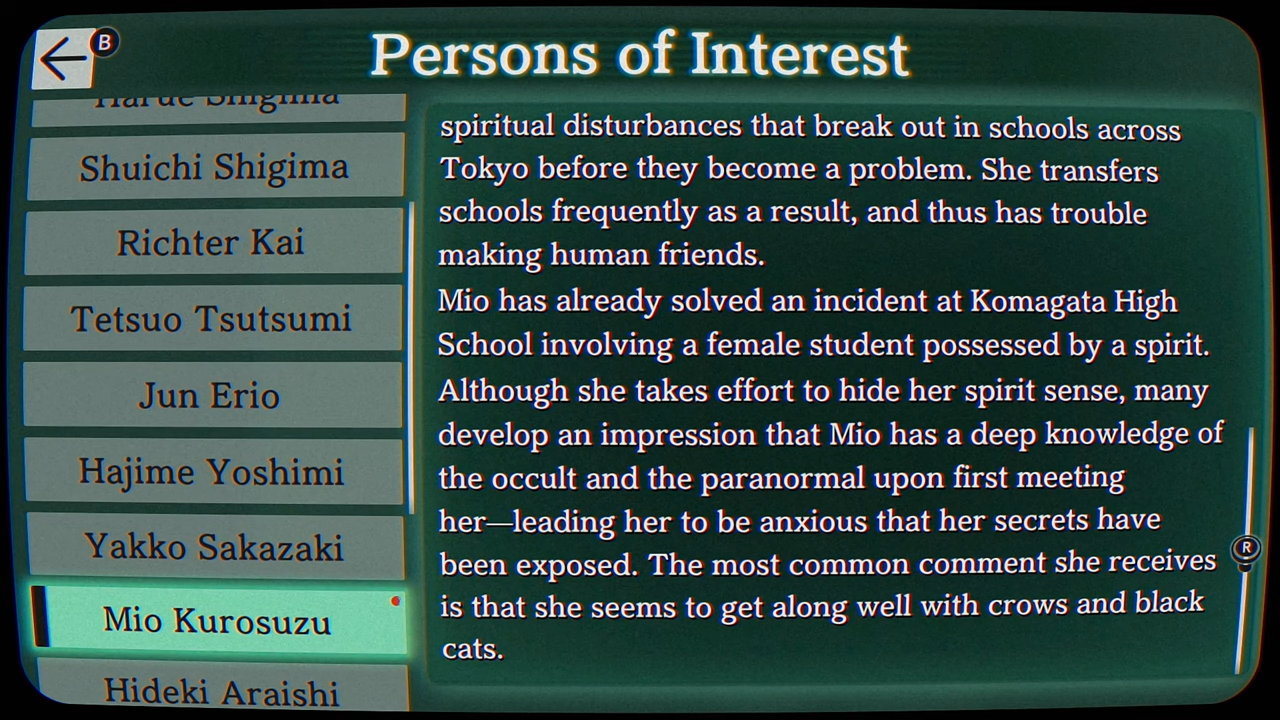 B
Persons of Interest
Harue Shigima
Shuichi Shigima
Richter Kai
Tetsuo Tsutsumi
Jun Erio
Hajime Yoshimi
Yakko Sakazaki
Mio Kurosuzu
Hideki Araishi
spiritual disturbances that break out in schools across
Tokyo before they become a problem. She transfers
schools frequently as a result, and thus has trouble
making human friends.
Mio has already solved an incident at Komagata High
School involving a female student possessed by a spirit.
Although she takes effort to hide her spirit sense, many
develop an impression that Mio has a deep knowledge of
the occult and the paranormal upon first meeting
her—leading her to be anxious that her secrets have
been exposed. The most common comment she receives
is that she seems to get along well with crows and black
cats.
R